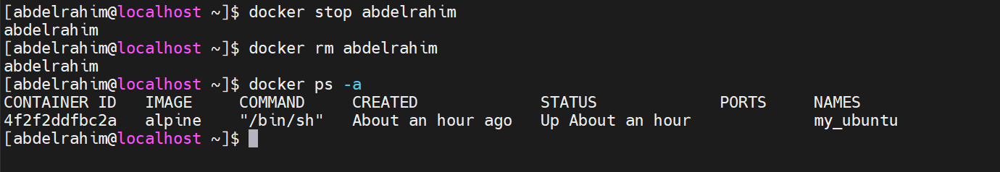 [abdelrahim@localhost ~]$ docker stop abdelrahim
abdelrahim
[abdelrahim@localhost ~]$ docker rm abdelrahim
abdelrahim
[abdelrahim@localhost ~]$ docker ps -a
CONTAINER ID   IMAGE     COMMAND     CREATED             STATUS             PORTS     NAMES
4f2f2ddfbc2a   alpine    "/bin/sh"   About an hour ago   Up About an hour             my_ubuntu
[abdelrahim@localhost ~]$